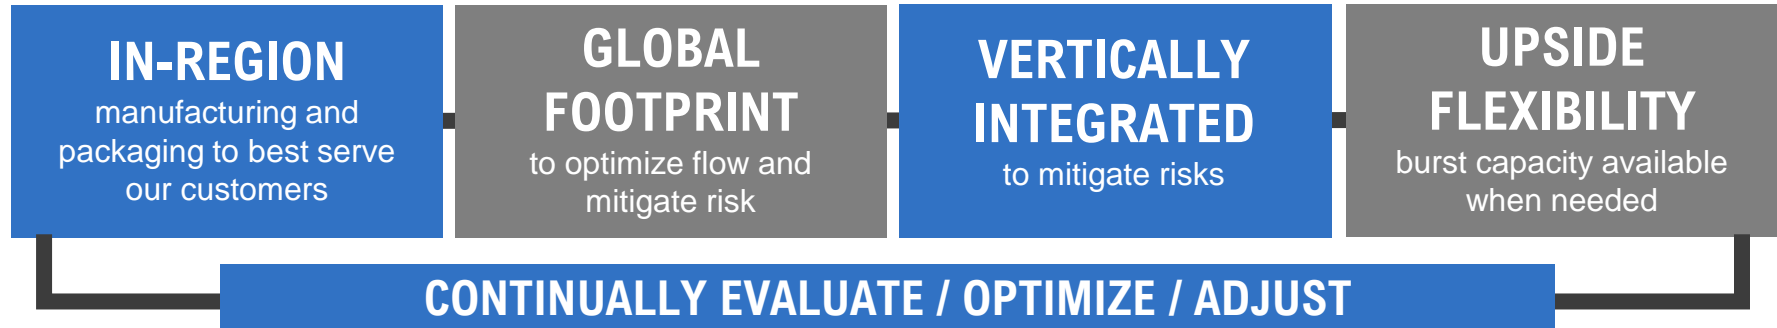 IN-REGION
manufacturing and
packaging to best serve
our customers
GLOBAL
FOOTPRINT
to optimize flow and
mitigate risk
VERTICALLY
INTEGRATED
to mitigate risks
UPSIDE
FLEXIBILITY
burst capacity available
when needed
CONTINUALLY EVALUATE / OPTIMIZE / ADJUST